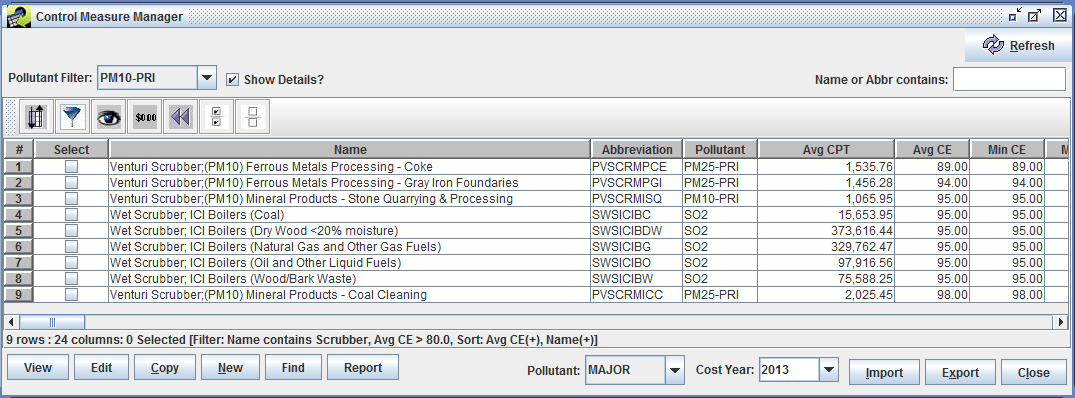 Control Measure Manager
Refresh
Pollutant Filter: PM10-PRI Show Details? Name or Abbr contains:
$0.00
# Select Name Abbreviation Pollutant Avg CPT Avg CE Min CE M
1 Venturi Scrubber;(PM10) Ferrous Metals Processing - Coke PVSCRMPCE PM25-PRI 1,535.76 89.00 89.00
2 Venturi Scrubber;(PM10) Ferrous Metals Processing - Gray Iron Foundaries PVSCRMPGI PM25-PRI 1,456.28 94.00 94.00
3 Venturi Scrubber;(PM10) Mineral Products - Stone Quarrying & Processing PVSCRMISQ PM10-PRI 1,065.95 95.00 95.00
4 Wet Scrubber; ICI Boilers (Coal) SWSICIBC SO2 15,653.95 95.00 95.00
5 Wet Scrubber; ICI Boilers (Dry Wood <20% moisture) SWSICIBDW SO2 373,616.44 95.00 95.00
6 Wet Scrubber; ICI Boilers (Natural Gas and Other Gas Fuels) SWSICIBG SO2 329,762.47 95.00 95.00
7 Wet Scrubber; ICI Boilers (Oil and Other Liquid Fuels) SWSICIBO SO2 97,916.56 95.00 95.00
8 Wet Scrubber; ICI Boilers (Wood/Bark Waste) SWSICIBW SO2 75,588.25 95.00 95.00
9 Venturi Scrubber;(PM10) Mineral Products - Coal Cleaning PVSCRMICC PM25-PRI 2,025.45 98.00 98.00
9 rows : 24 columns: 0 Selected [Filter: Name contains Scrubber, Avg CE > 80.0, Sort: Avg CE(+), Name(+)]
View Edit Copy New Find Report Pollutant: MAJOR Cost Year: 2013 Import Export Close